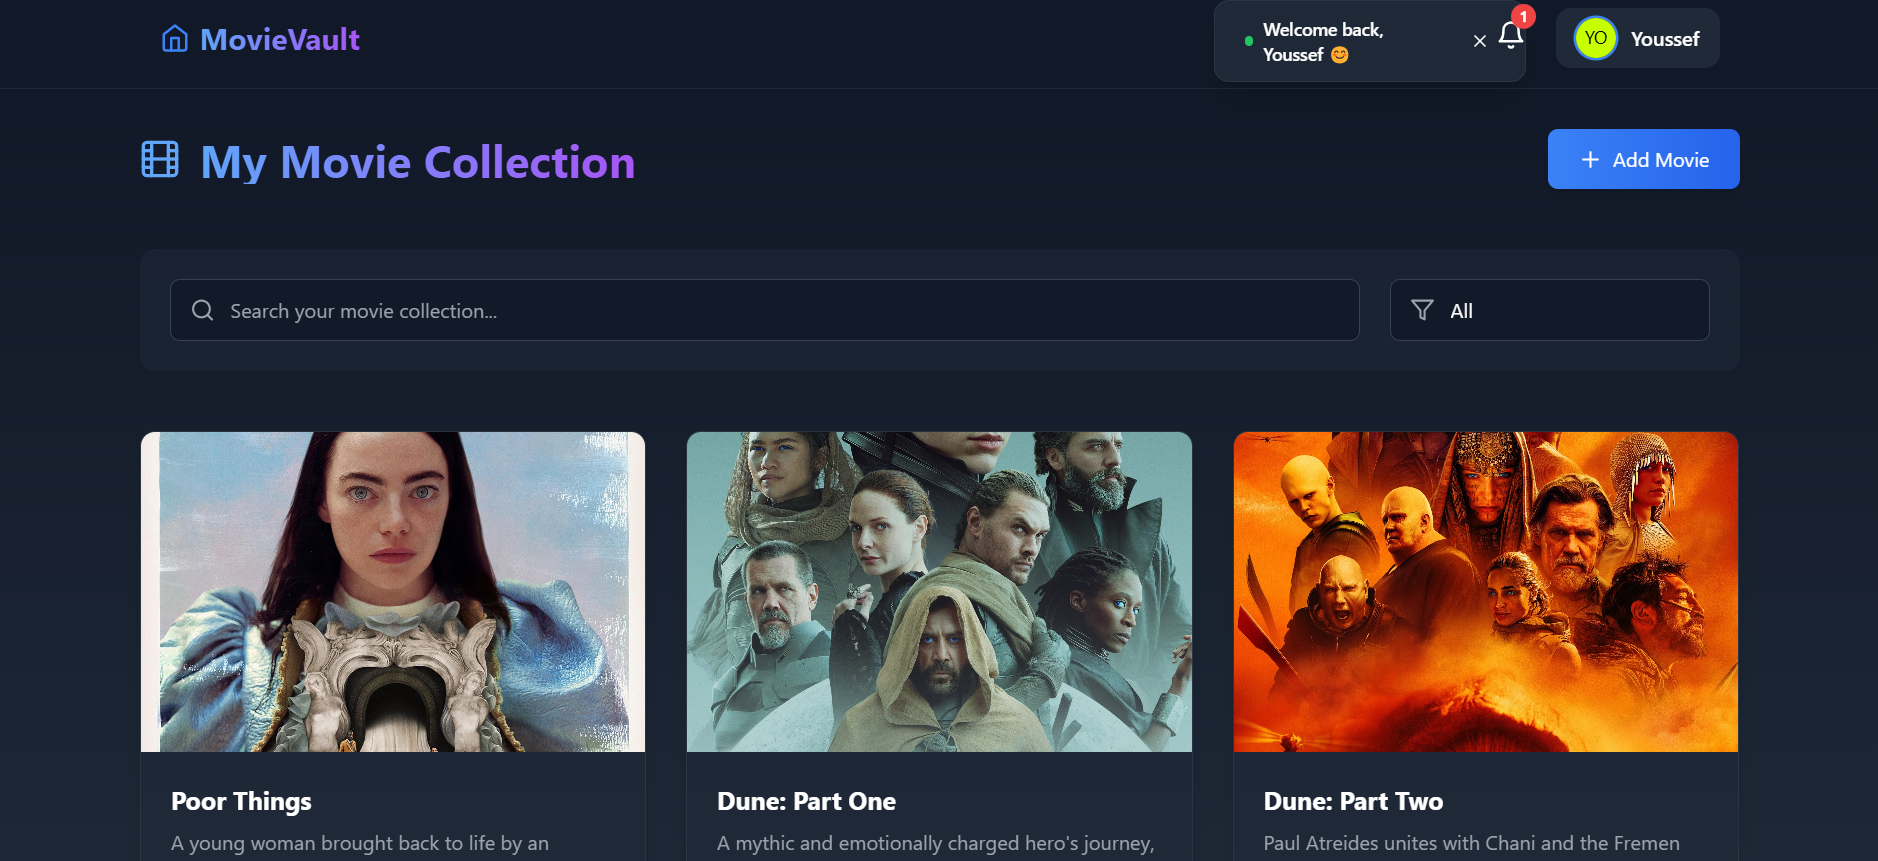 MovieVault
Welcome back,
Youssef 😊
1
YO
Youssef
My Movie Collection
Add Movie
Search your movie collection...
All
Poor Things
A young woman brought back to life by an
Dune: Part One
A mythic and emotionally charged hero's journey,
Dune: Part Two
Paul Atreides unites with Chani and the Fremen